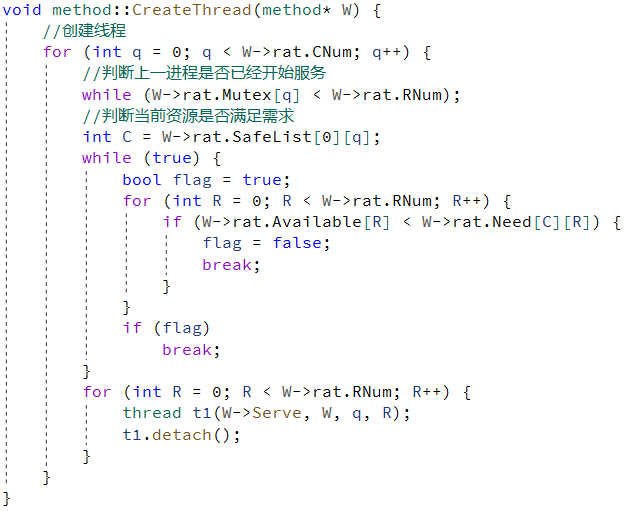 void method::CreateThread(method* W) {
    //创建线程
    for (int q = 0; q < W->rat.CNum; q++) {
        //判断上一进程是否已经开始服务
        while (W->rat.Mutex[q] < W->rat.RNum);
        //判断当前资源是否满足需求
        int C = W->rat.SafeList[0][q];
        while (true) {
            bool flag = true;
            for (int R = 0; R < W->rat.RNum; R++) {
                if (W->rat.Available[R] < W->rat.Need[C][R]) {
                    flag = false;
                    break;
                }
            }
            if (flag)
                break;
        }
        for (int R = 0; R < W->rat.RNum; R++) {
            thread t1(W->Serve, W, q, R);
            t1.detach();
        }
    }
}